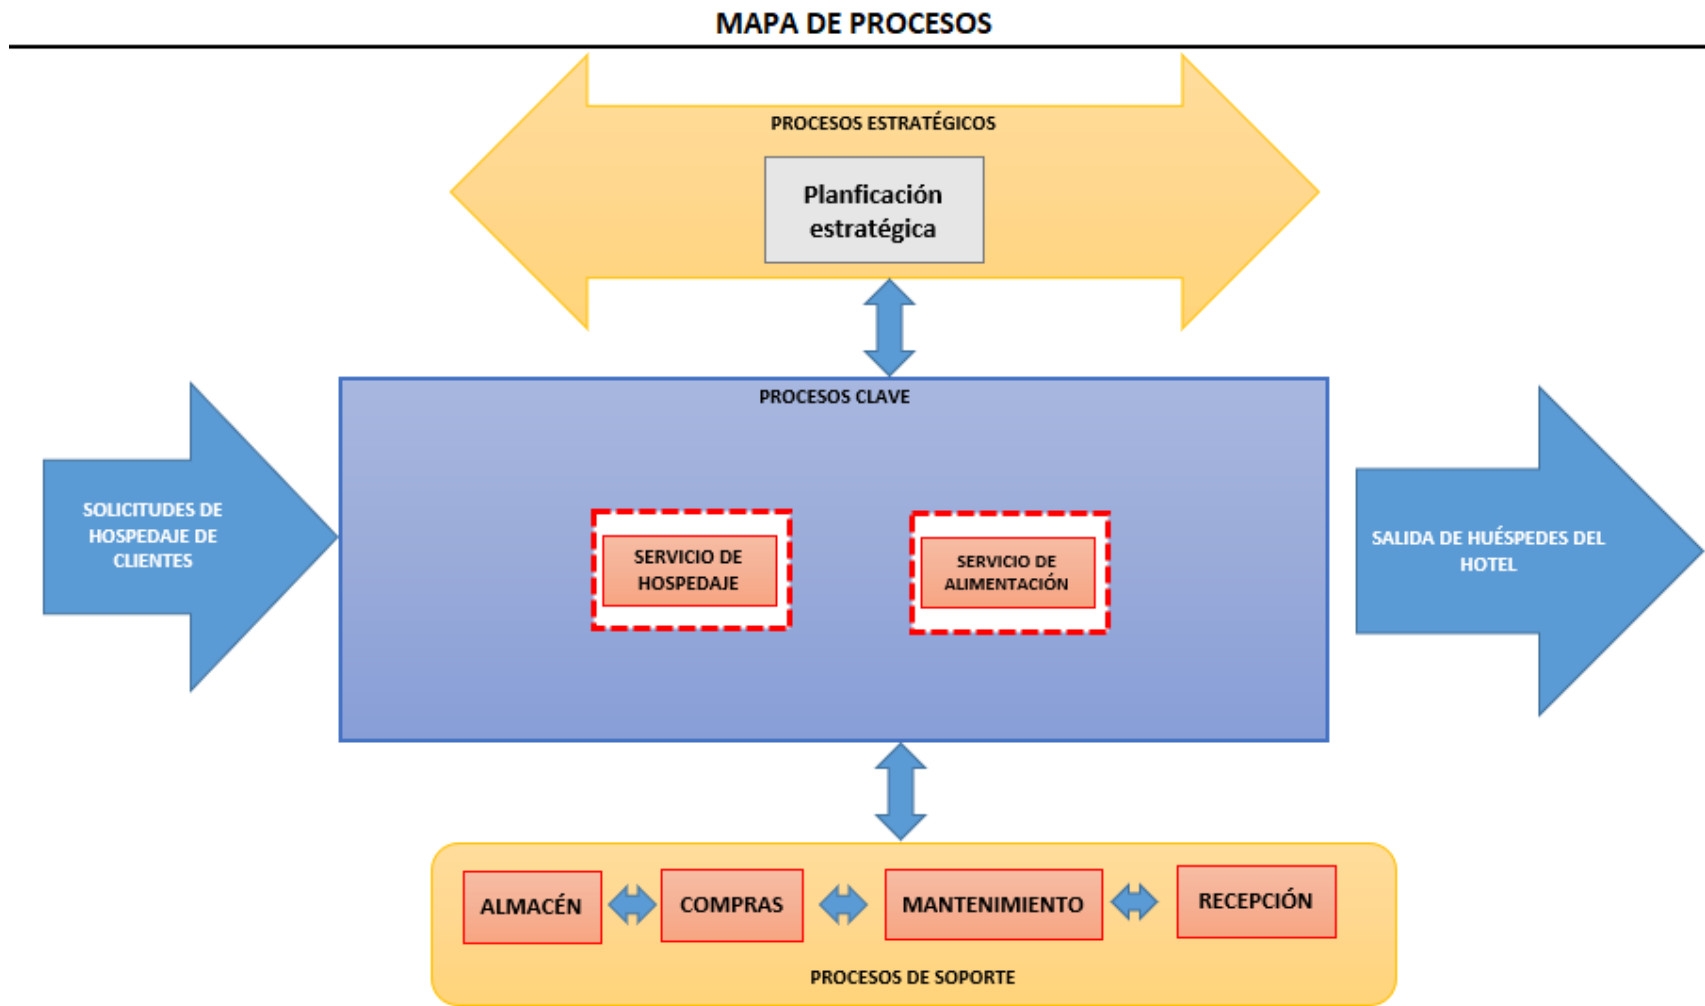 MAPA DE PROCESOS
PROCESOS ESTRATÉGICOS
Planficación
estratégica
PROCESOS CLAVE
SOLICITUDES DE
HOSPEDAJE DE
CLIENTES
SERVICIO DE
HOSPEDAJE
SERVICIO DE
ALIMENTACIÓN
SALIDA DE HUÉSPEDES DEL
HOTEL
ALMACÉN
COMPRAS
MANTENIMIENTO
RECEPCIÓN
PROCESOS DE SOPORTE